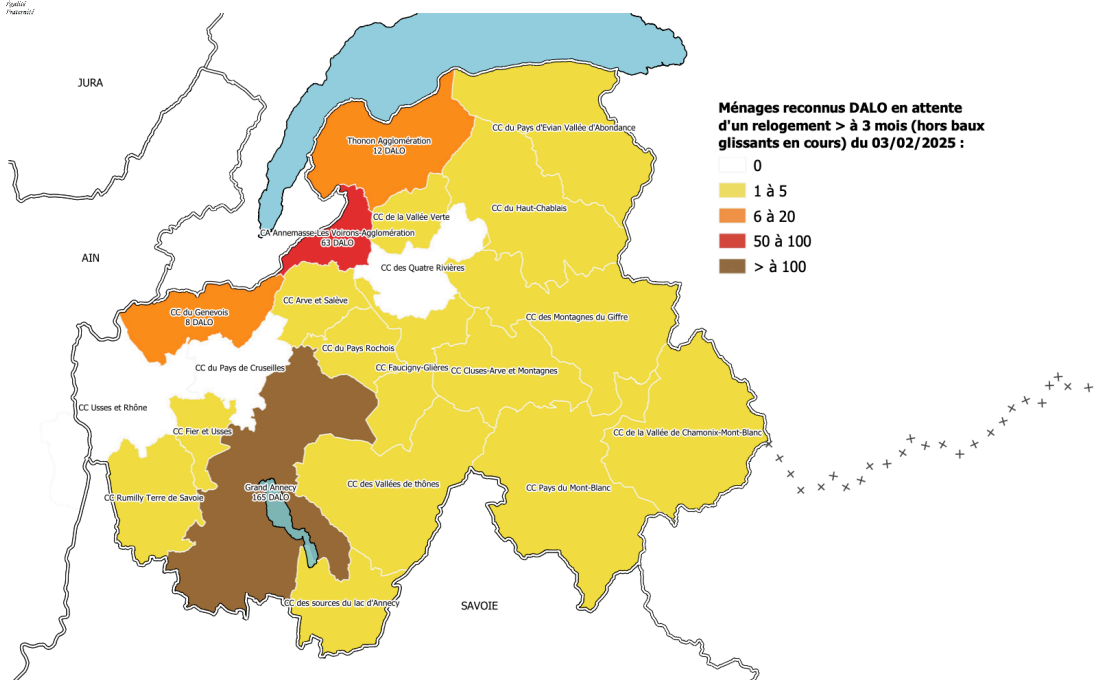 Égalité
Fraternité
JURA
Ménages reconnus DALO en attente
d'un relogement > à 3 mois (hors baux
glissants en cours) du 03/02/2025 :
0
1 à 5
6 à 20
50 à 100
> à 100
CC du Pays d'Evian Vallée d'Abondance
Thonon Agglomération
12 DALO
CC du Haut-Chablais
CC de la Vallée Verte
CA Annemasse-Les Voirons-Agglomération
63 DALO
AIN
CC des Quatre Rivières
CC Arve et Salève
CC du Genevois
8 DALO
CC des Montagnes du Giffre
CC du Pays Rochois
CC du Pays de Cruseilles
CC Faucigny-Glières
CC Cluses-Arve et Montagnes
CC Usses et Rhône
CC Fier et Usses
CC de la Vallée de Chamonix-Mont-Blanc
CC des Vallées de thônes
Grand Annecy
165 DALO
CC Pays du Mont-Blanc
CC Rumilly Terre de Savoie
CC des sources du lac d'Annecy
SAVOIE